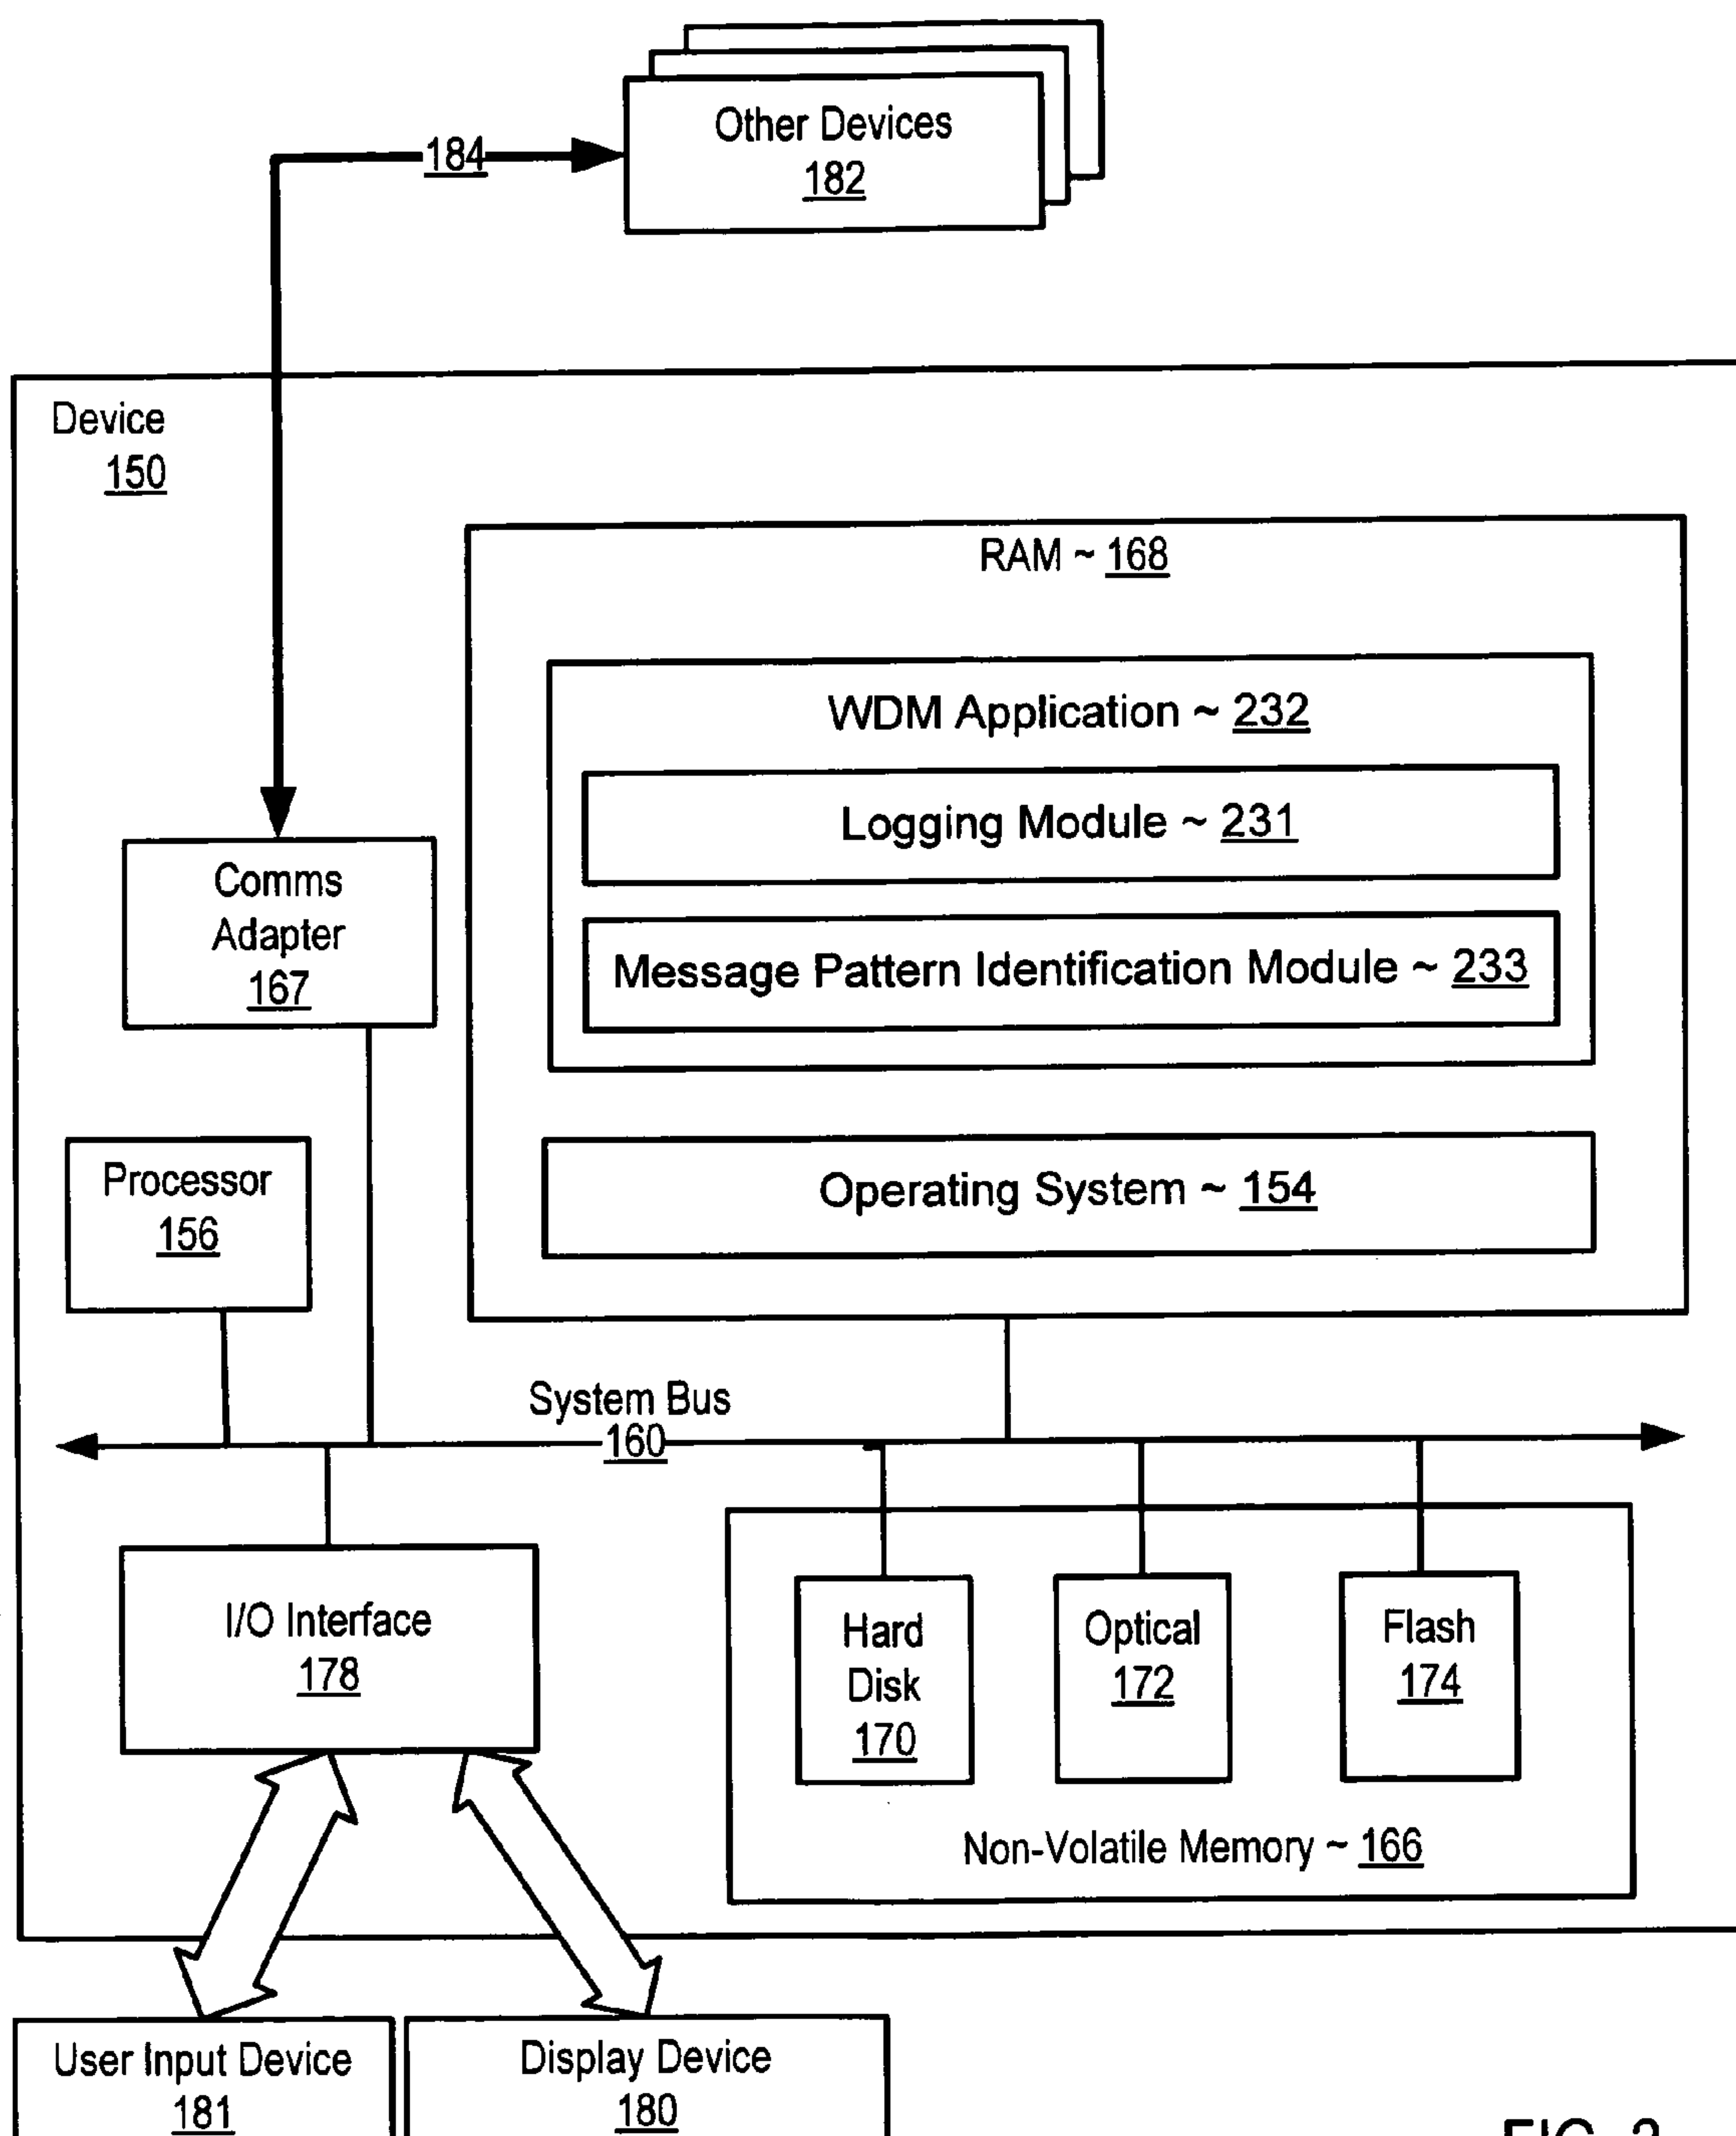 Other Devices
182
184
Device
150
RAM ~ 168
WDM Application ~ 232
Logging Module ~ 231
Message Pattern Identification Module ~ 233
Comms
Adapter
167
Processor
156
Operating System ~ 154
System Bus
160
I/O Interface
178
Hard
Disk
170
Optical
172
Flash
174
Non-Volatile Memory ~ 166
User Input Device
181
Display Device
180
FIG.